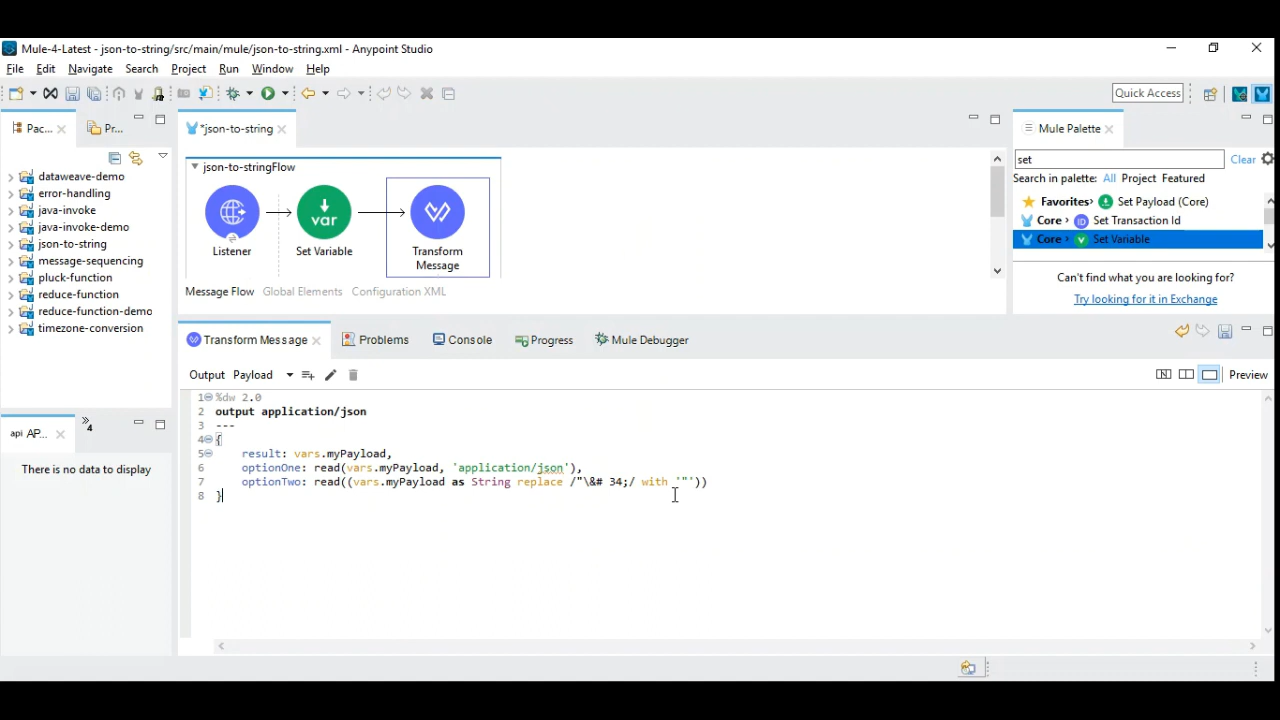 Mule-4-Latest - json-to-string/src/main/mule/json-to-string.xml - Anypoint Studio
File Edit Navigate Search Project Run Window Help
Quick Access
Pac...
Pr...
*json-to-string
Mule Palette
dataweave-demo
error-handling
java-invoke
java-invoke-demo
json-to-string
message-sequencing
pluck-function
reduce-function
reduce-function-demo
timezone-conversion
json-to-stringFlow
Listener
var
Set Variable
Transform
Message
Message Flow Global Elements Configuration XML
set
Clear
Search in palette: All Project Featured
Favorites> Set Payload (Core)
Core > Set Transaction Id
Core > Set Variable
Can't find what you are looking for?
Try looking for it in Exchange
api AP...
4
There is no data to display
Transform Message Problems Console Progress Mule Debugger
Output Payload
Preview
1 %dw 2.0
2 output application/json
3 ---
4 {
5 result: vars.myPayload,
6 optionOne: read(vars.myPayload, 'application/json'),
7 optionTwo: read((vars.myPayload as String replace /"\&# 34;/ with '"'))
8 }